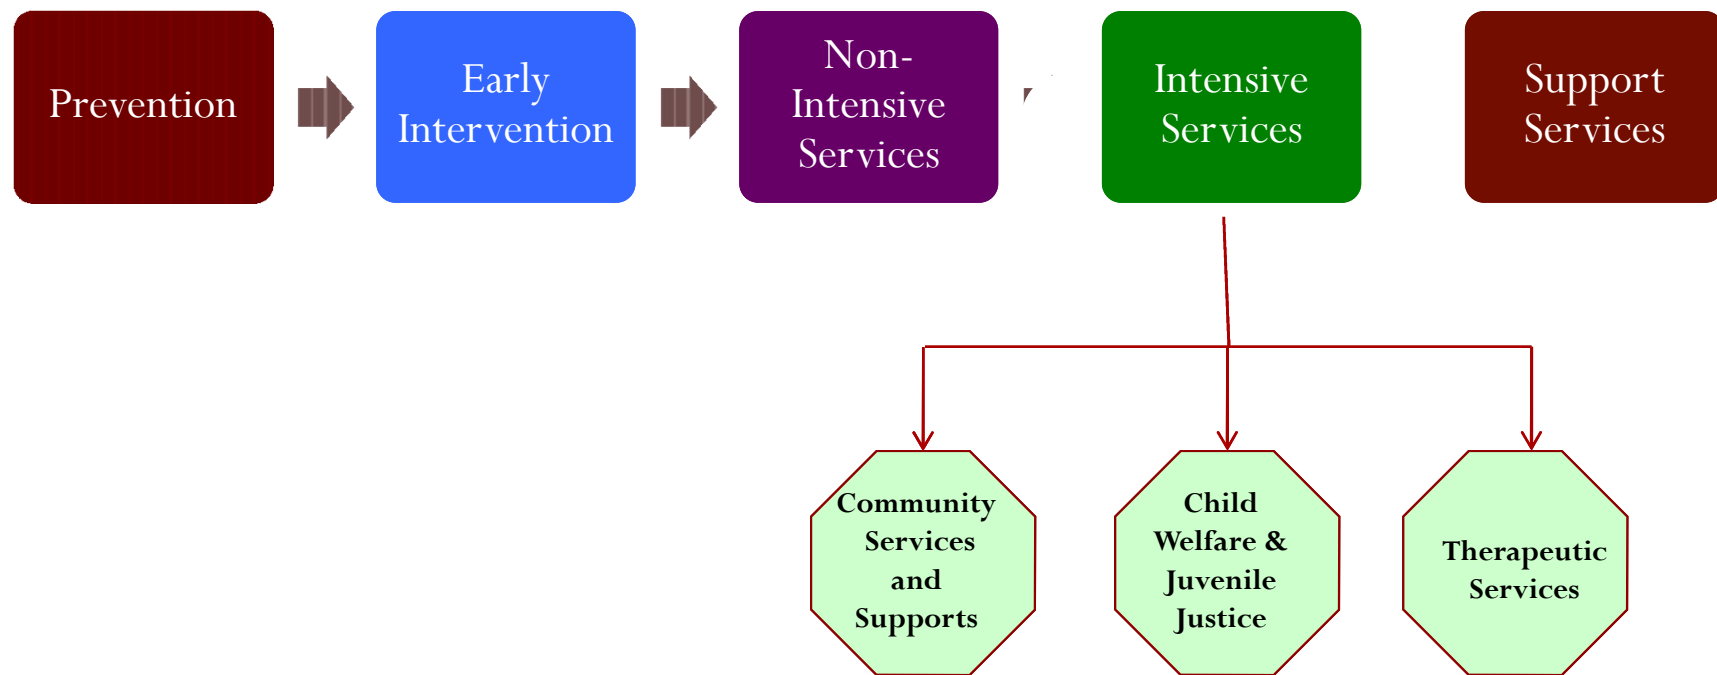 Prevention
Early
Intervention
Non-
Intensive
Services
Intensive
Services
Support
Services
Community
Services
and
Supports
Child
Welfare &
Juvenile
Justice
Therapeutic
Services